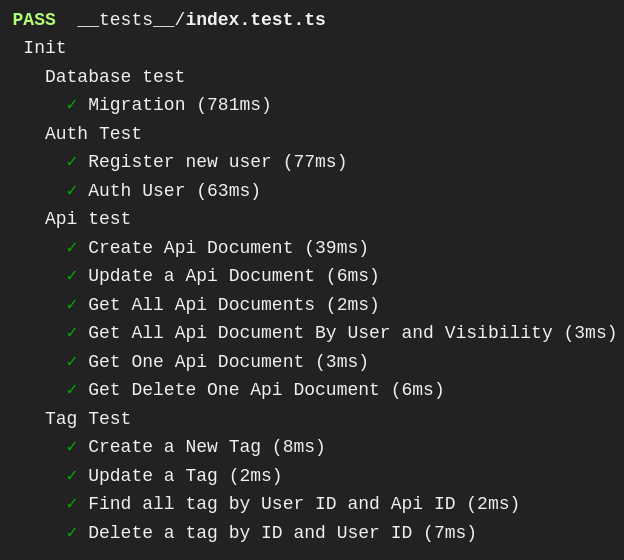 PASS __tests__/index.test.ts
Init
Database test
✓ Migration (781ms)
Auth Test
✓ Register new user (77ms)
✓ Auth User (63ms)
Api test
✓ Create Api Document (39ms)
✓ Update a Api Document (6ms)
✓ Get All Api Documents (2ms)
✓ Get All Api Document By User and Visibility (3ms)
✓ Get One Api Document (3ms)
✓ Get Delete One Api Document (6ms)
Tag Test
✓ Create a New Tag (8ms)
✓ Update a Tag (2ms)
✓ Find all tag by User ID and Api ID (2ms)
✓ Delete a tag by ID and User ID (7ms)